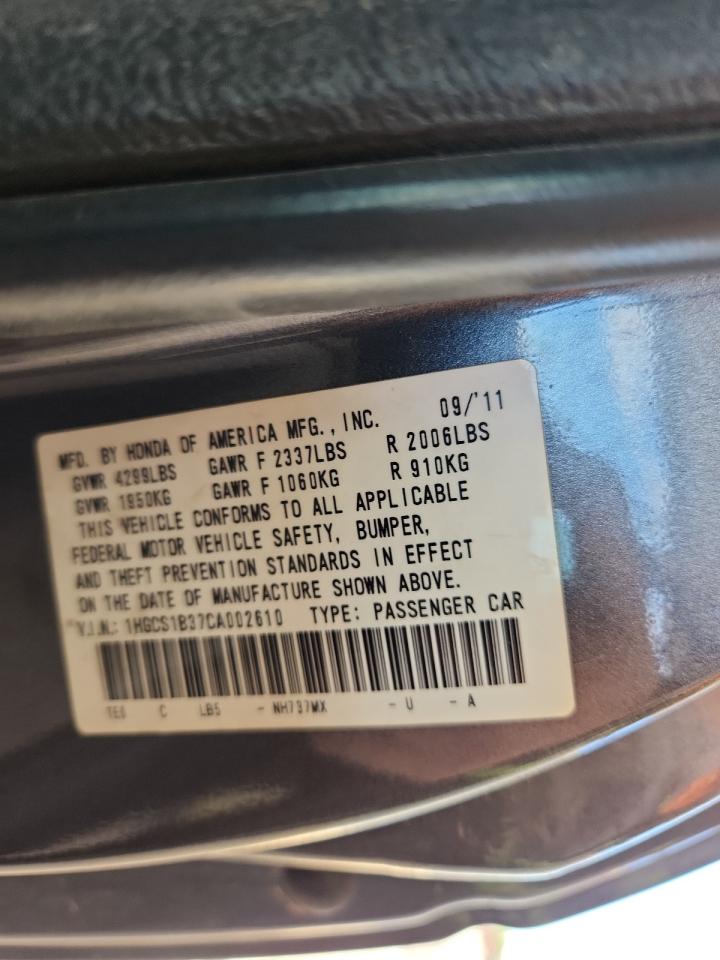 MFD. BY HONDA OF AMERICA MFG., INC. 09/'11
GVWR 4299LBS GAWR F 2337LBS R 2006LBS
GVWR 1950KG GAWR F 1060KG R 910KG
THIS VEHICLE CONFORMS TO ALL APPLICABLE
FEDERAL MOTOR VEHICLE SAFETY, BUMPER,
AND THEFT PREVENTION STANDARDS IN EFFECT
ON THE DATE OF MANUFACTURE SHOWN ABOVE.
V.I.N.: 1HGCS1B37CA002610 TYPE: PASSENGER CAR
C LB5 - NH737MX - U - A